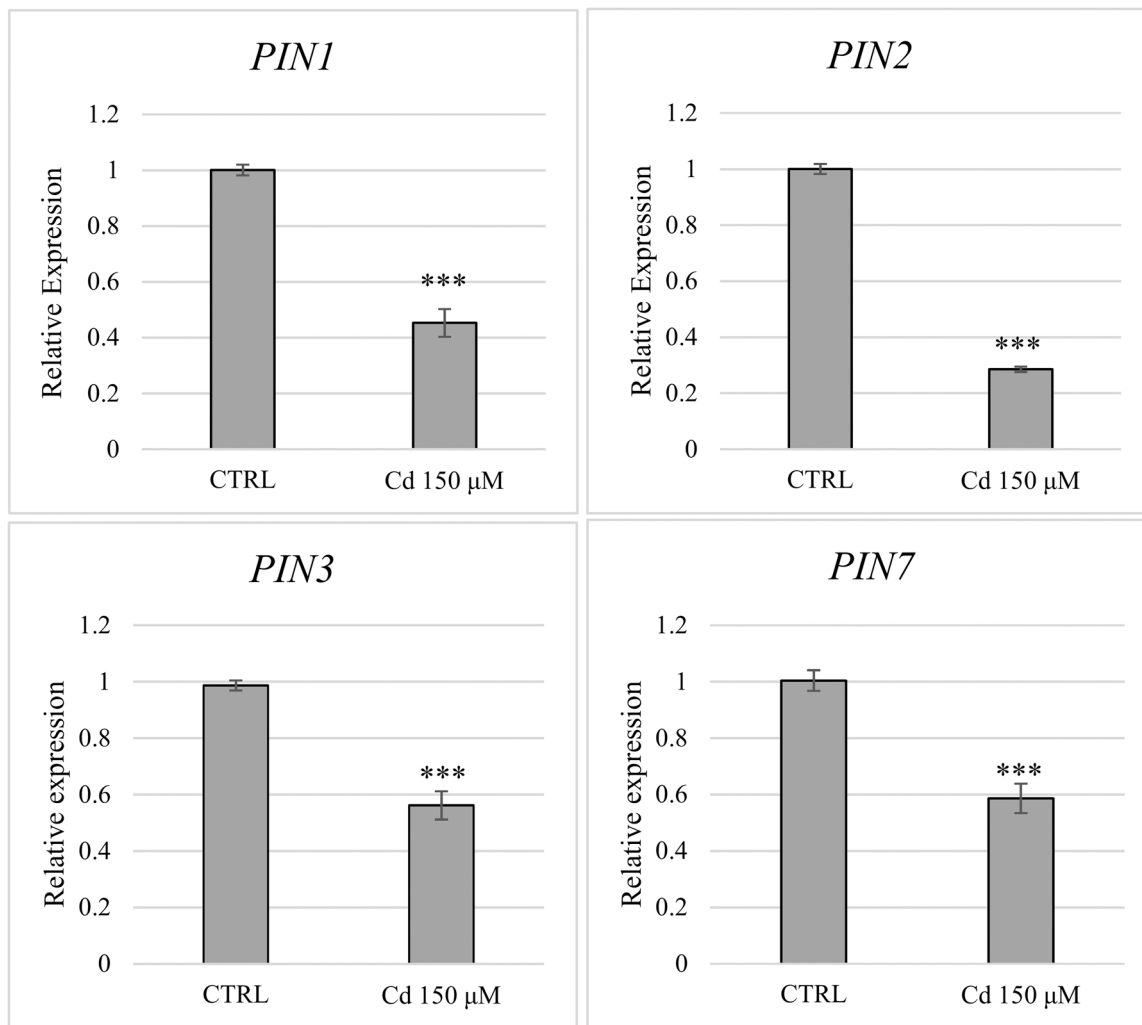 PIN1
1.2
1
0.8
0.6
0.4
0.2
0
Relative Expression
***
CTRL
Cd 150 μM
PIN2
1.2
1
0.8
0.6
0.4
0.2
0
Relative Expression
***
CTRL
Cd 150 μM
PIN3
1.2
1
0.8
0.6
0.4
0.2
0
Relative expression
***
CTRL
Cd 150 μM
PIN7
1.2
1
0.8
0.6
0.4
0.2
0
Relative expression
***
CTRL
Cd 150 μM